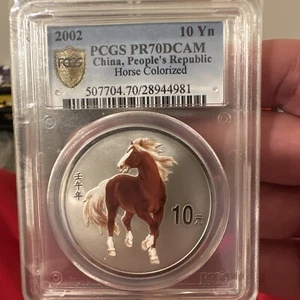 2002 10 Yn
PCGS PR70DCAM
China, People's Republic
Horse Colorized
507704.70/28944981
PCGS
壬午年
10元